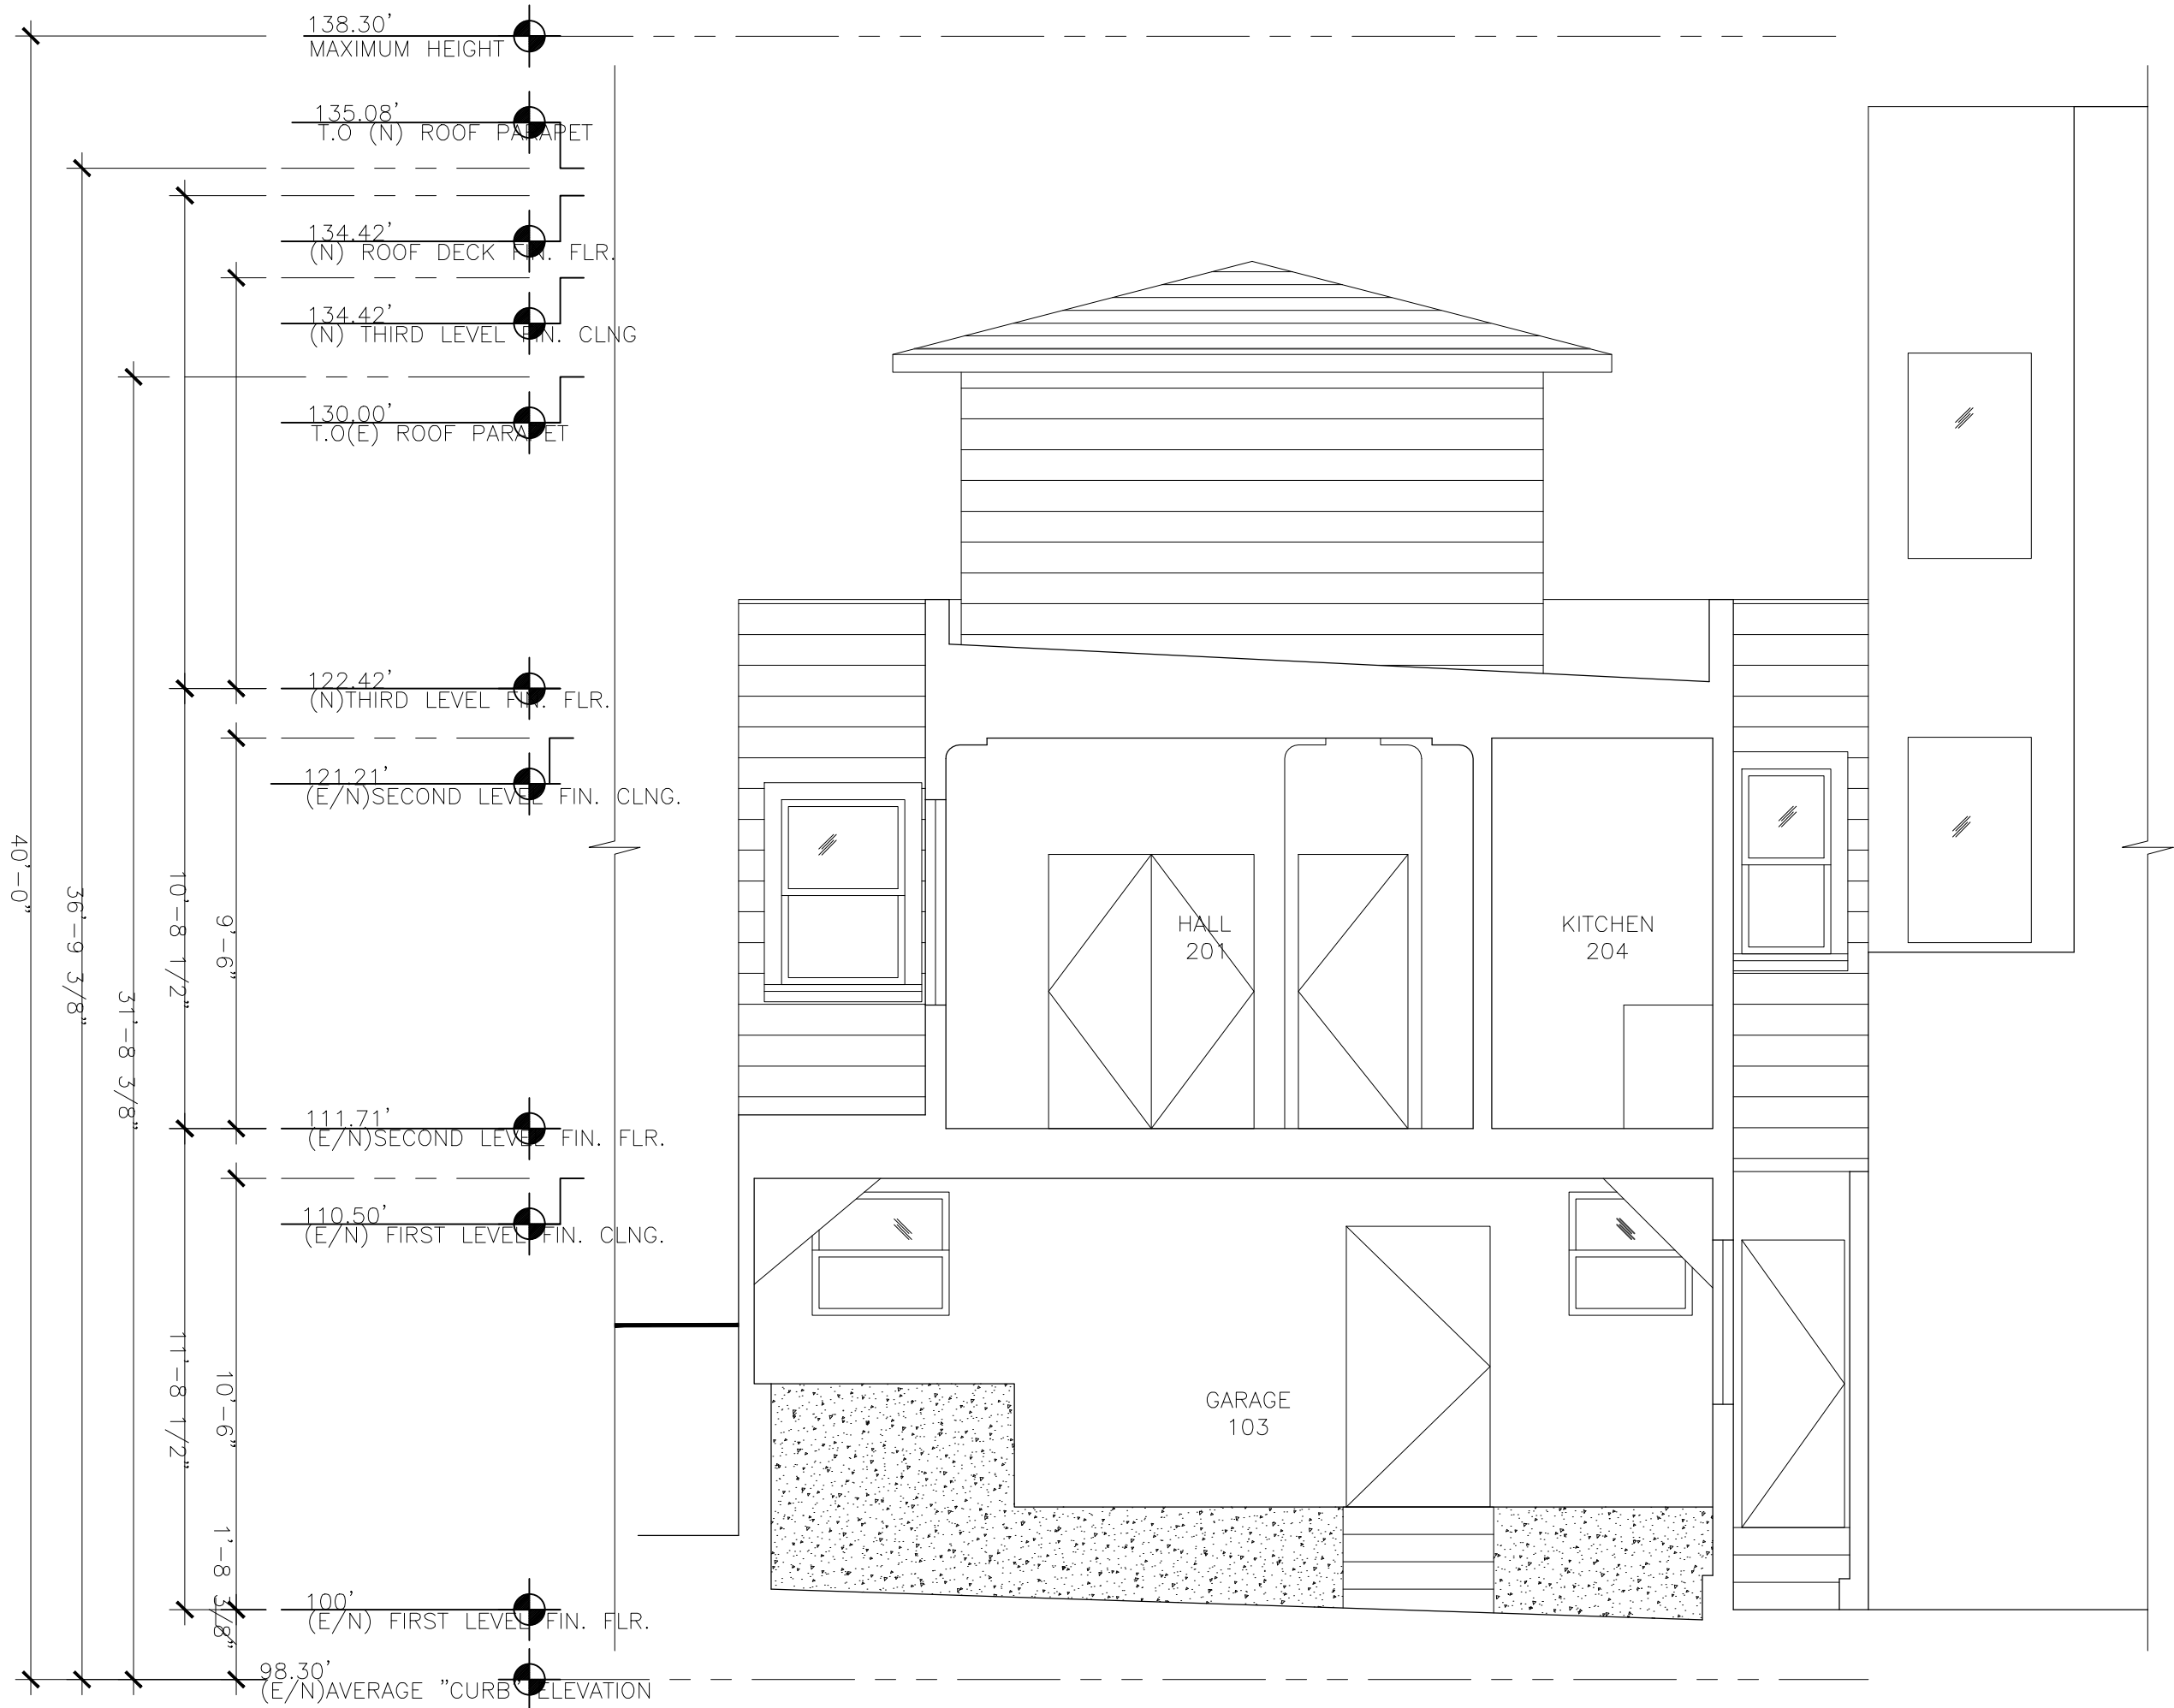 138.30'
MAXIMUM HEIGHT
135.08'
T.O (N) ROOF PARAPET
134.42'
(N) ROOF DECK FIN. FLR.
134.42'
(N) THIRD LEVEL FIN. CLNG
130.00'
T.O(E) ROOF PARAPET
122.42'
(N)THIRD LEVEL FIN. FLR.
121.21'
(E/N)SECOND LEVEL FIN. CLNG.
40'-0"
36'-9 3/8"
31'-8 3/8"
10'-8 1/2"
9'-6"
HALL
201
KITCHEN
204
111.71'
(E/N)SECOND LEVEL FIN. FLR.
110.50'
(E/N) FIRST LEVEL FIN. CLNG.
11'-8 1/2"
10'-6"
1'-8 3/8"
GARAGE
103
100'
(E/N) FIRST LEVEL FIN. FLR.
98.30'
(E/N)AVERAGE "CURB" ELEVATION